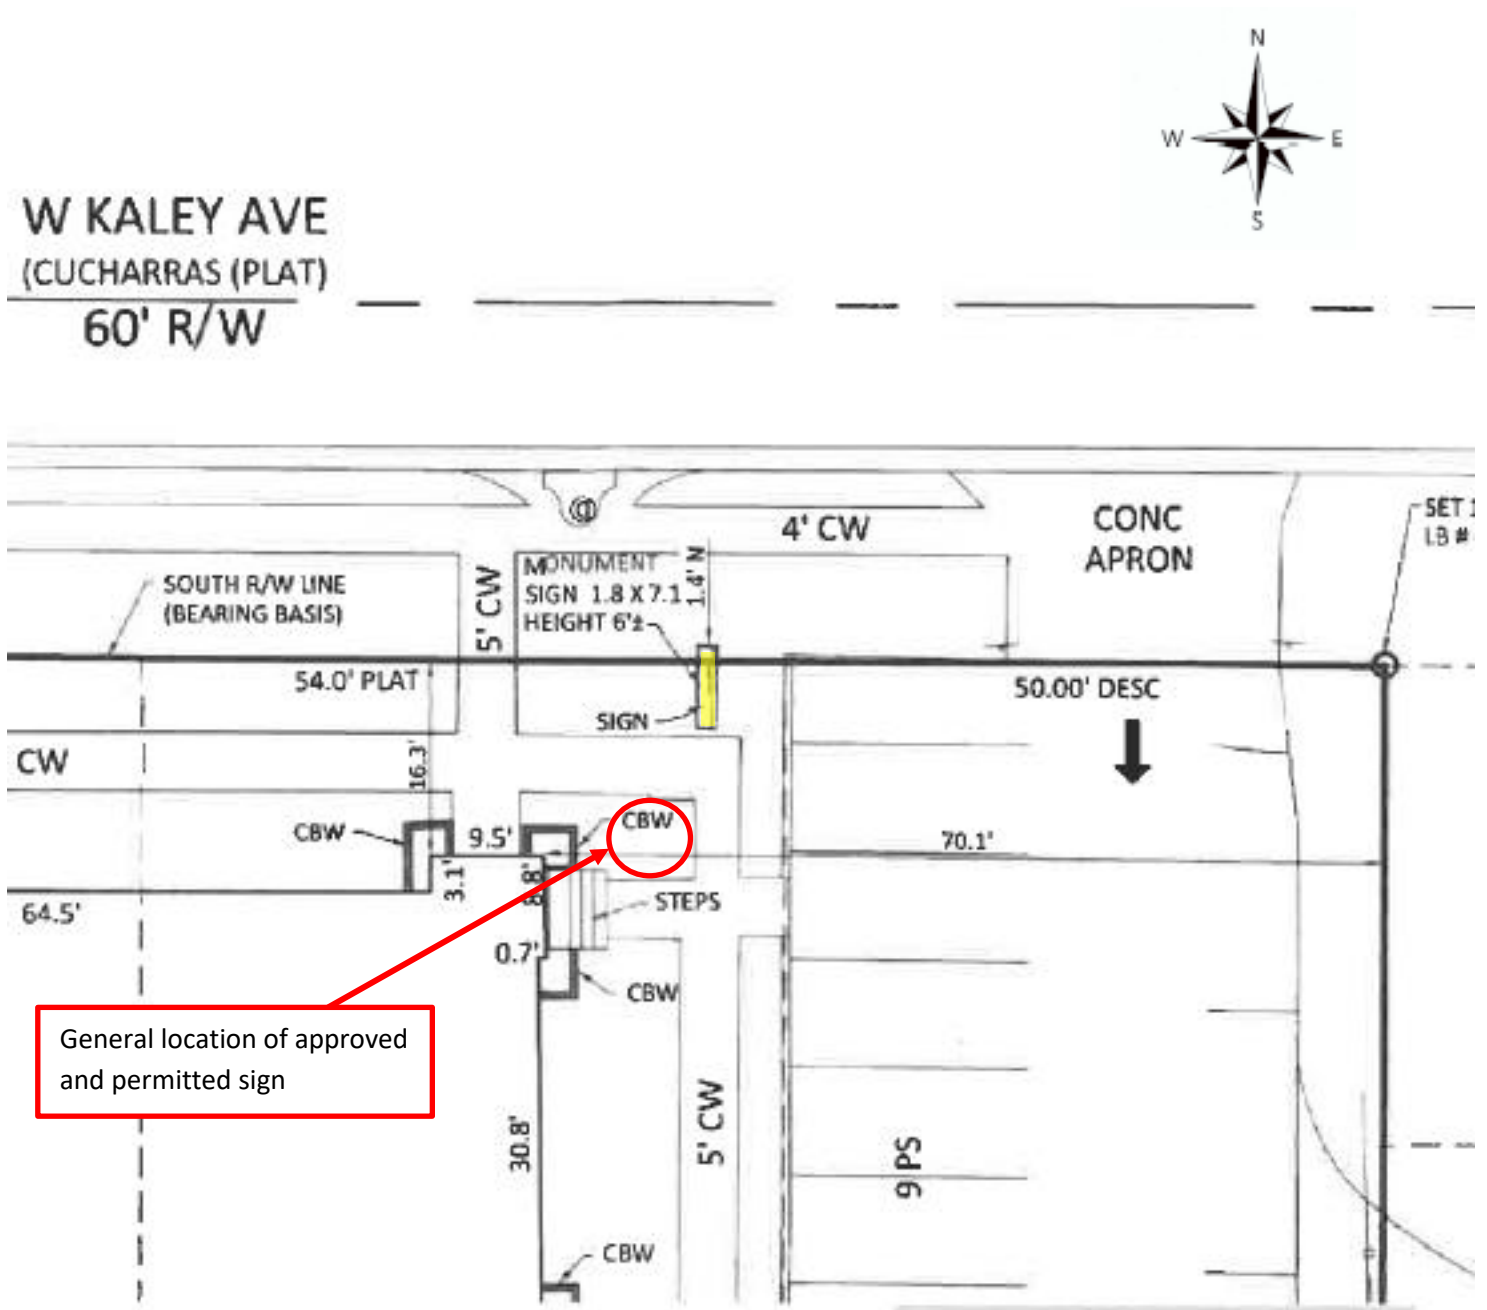 N
W
E
S
W KALEY AVE
(CUCHARRAS (PLAT)
60' R/W
4' CW
CONC
APRON
SET
LB #
SOUTH R/W LINE
(BEARING BASIS)
5' CW
MONUMENT
SIGN 1.8 X 7.1
HEIGHT 6'±
1.4' N
54.0' PLAT
SIGN
50.00' DESC
CW
16.3'
CBW
9.5'
CBW
70.1'
3.1'
64.5'
STEPS
0.7'
CBW
General location of approved
and permitted sign
30.8'
5' CW
9 PS
CBW